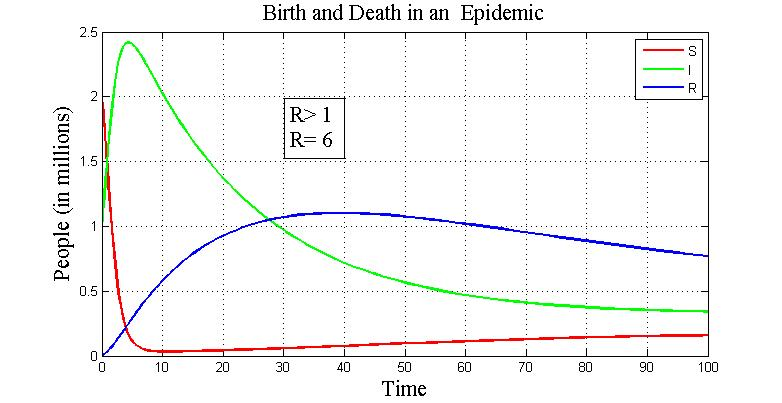 Birth and Death in an  Epidemic
2.5
2
1.5
1
0.5
0
People (in millions)
S
I
R
R> 1
R= 6
0 10 20 30 40 50 60 70 80 90 100
Time